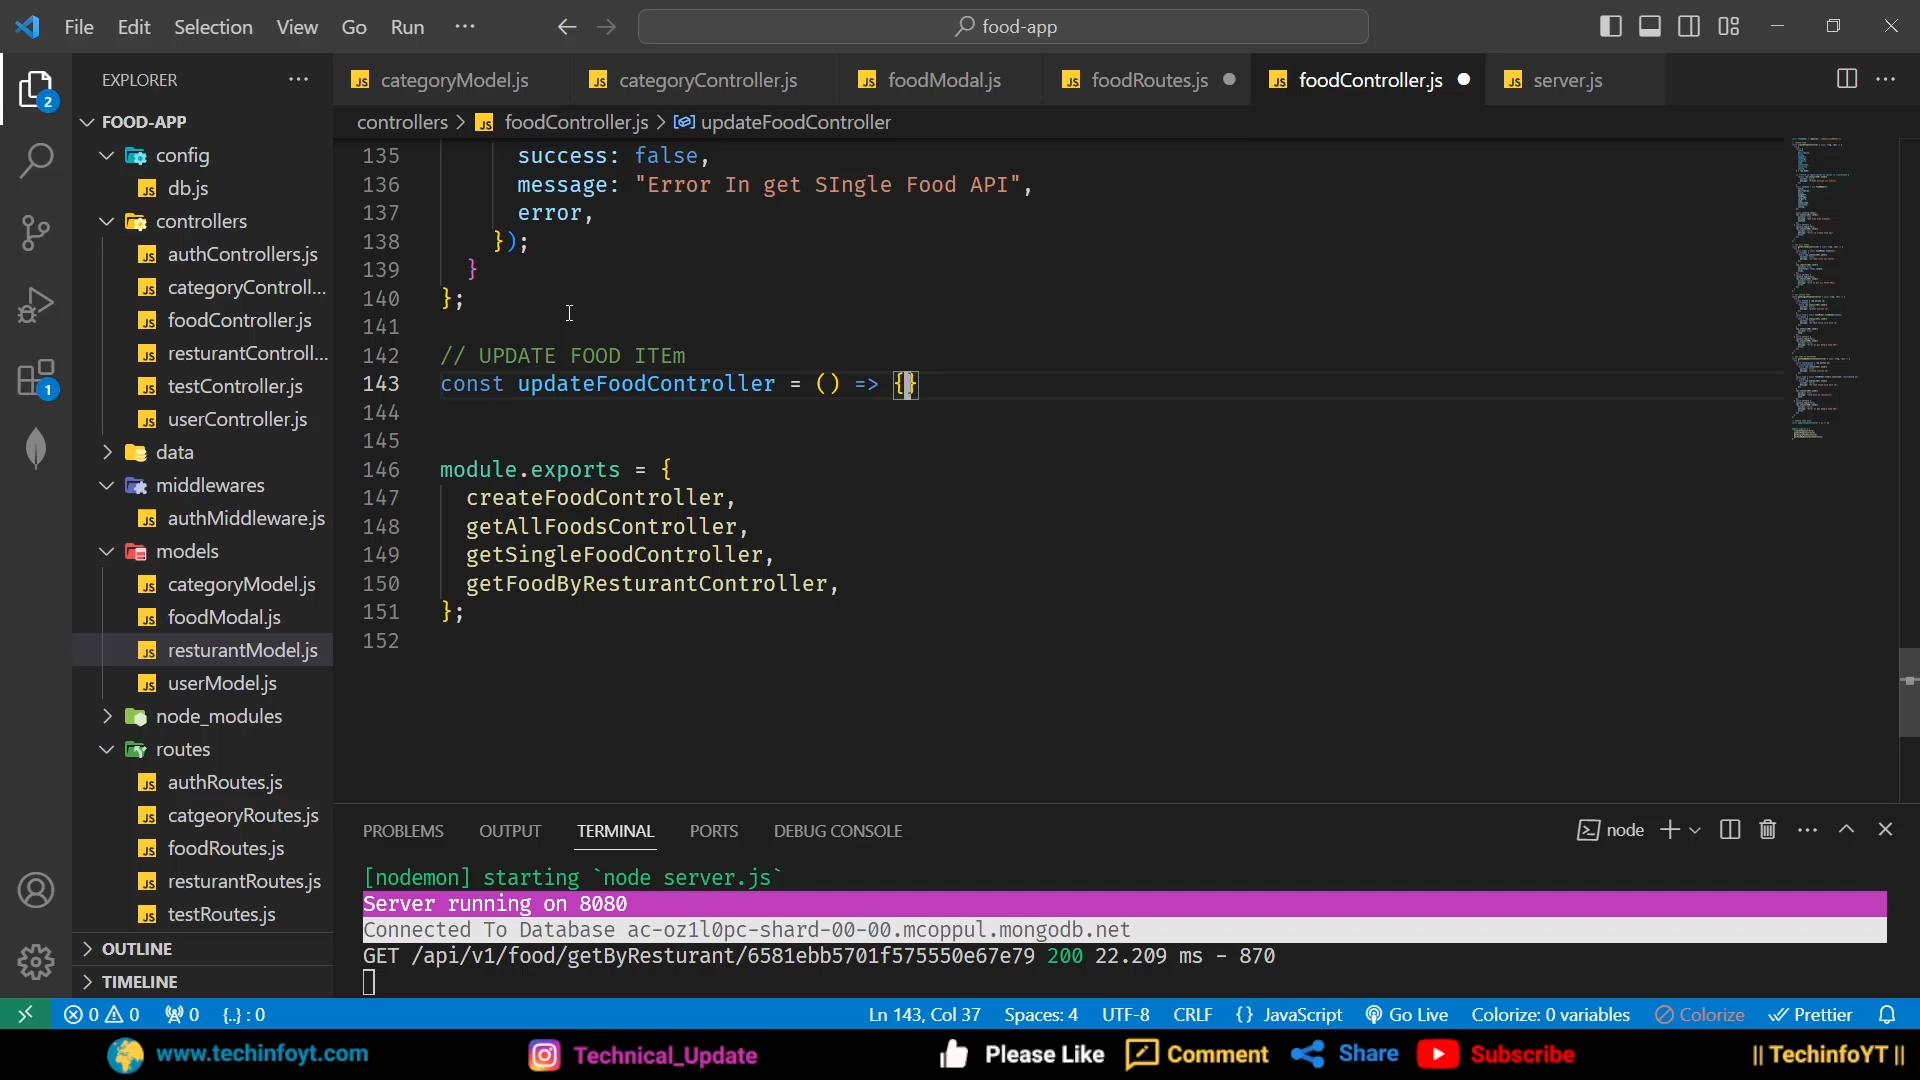 File Edit Selection View Go Run ··· food-app
EXPLORER ···
categoryModel.js categoryController.js foodModal.js foodRoutes.js foodController.js server.js ···
controllers > foodController.js > updateFoodController
FOOD-APP
config
db.js
controllers
authControllers.js
categoryControll...
foodController.js
resturantControll...
testController.js
userController.js
data
middlewares
authMiddleware.js
models
categoryModel.js
foodModal.js
resturantModel.js
userModel.js
node_modules
routes
authRoutes.js
catgeoryRoutes.js
foodRoutes.js
resturantRoutes.js
testRoutes.js
OUTLINE
TIMELINE
2
1
135 success: false,
136 message: "Error In get SIngle Food API",
137 error,
138 });
139 }
140 };
141
142 // UPDATE FOOD ITEm
143 const updateFoodController = () => {}
144
145
146 module.exports = {
147 createFoodController,
148 getAllFoodsController,
149 getSingleFoodController,
150 getFoodByResturantController,
151 };
152
PROBLEMS OUTPUT TERMINAL PORTS DEBUG CONSOLE node ···
[nodemon] starting `node server.js`
Server running on 8080
Connected To Database ac-oz1l0pc-shard-00-00.mcoppul.mongodb.net
GET /api/v1/food/getByResturant/6581ebb5701f575550e67e79 200 22.209 ms - 870
0 0 0 {..} : 0 Ln 143, Col 37 Spaces: 4 UTF-8 CRLF {} JavaScript Go Live Colorize: 0 variables Colorize Prettier
www.techinfoyt.com Technical_Update Please Like Comment Share Subscribe || TechinfoYT ||